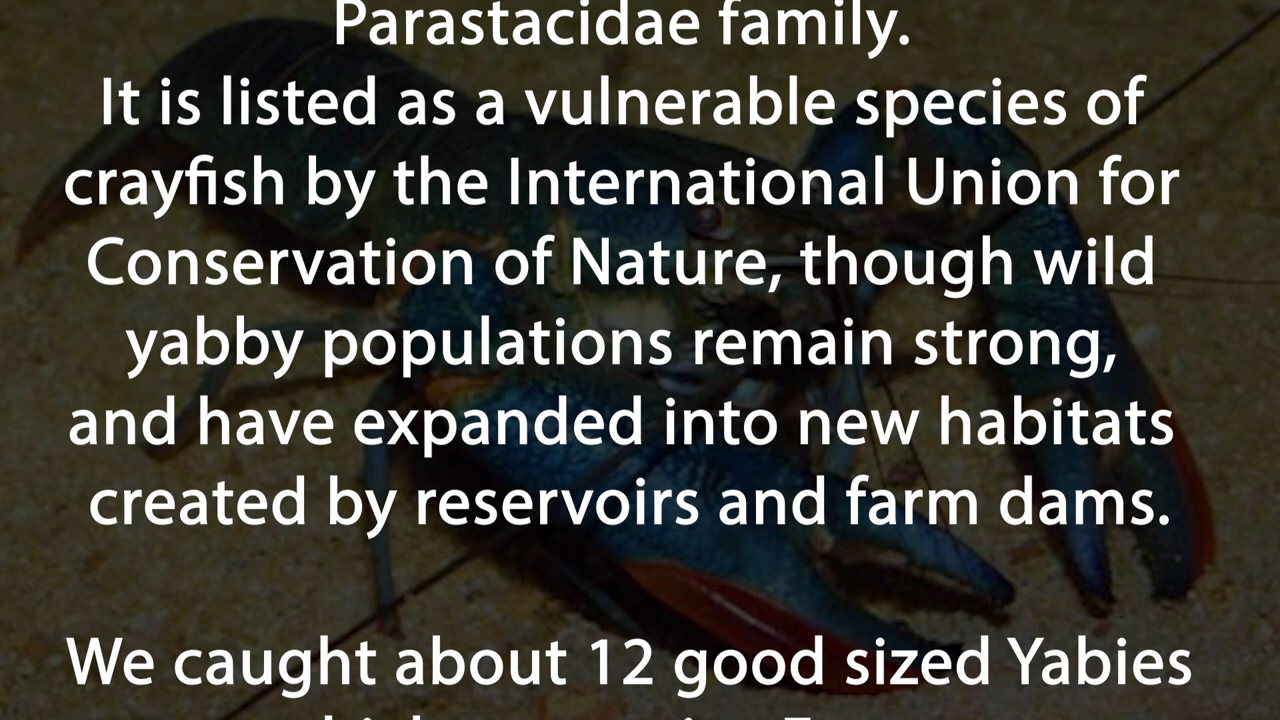 Parastacidae family.
It is listed as a vulnerable species of
crayfish by the International Union for
Conservation of Nature, though wild
yabby populations remain strong,
and have expanded into new habitats
created by reservoirs and farm dams.
We caught about 12 good sized Yabies